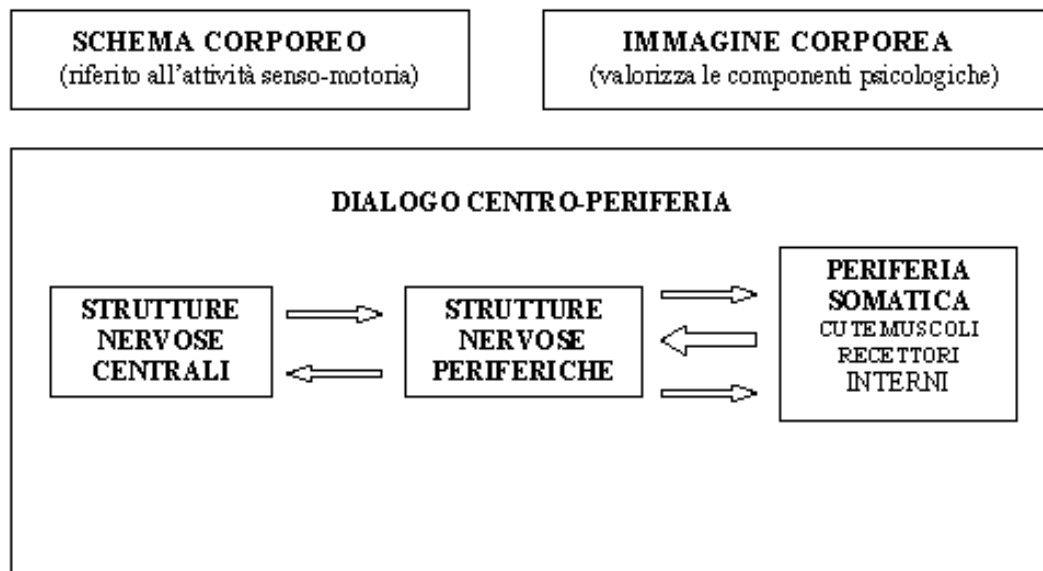 SCHEMA CORPOREO
(riferito all'attività senso-motoria)
IMMAGINE CORPOREA
(valorizza le componenti psicologiche)
DIALOGO CENTRO-PERIFERIA
STRUTTURE
NERVOSE
CENTRALI
STRUTTURE
NERVOSE
PERIFERICHE
PERIFERIA
SOMATICA
CUTE MUSCOLI
RECETTORI
INTERNI